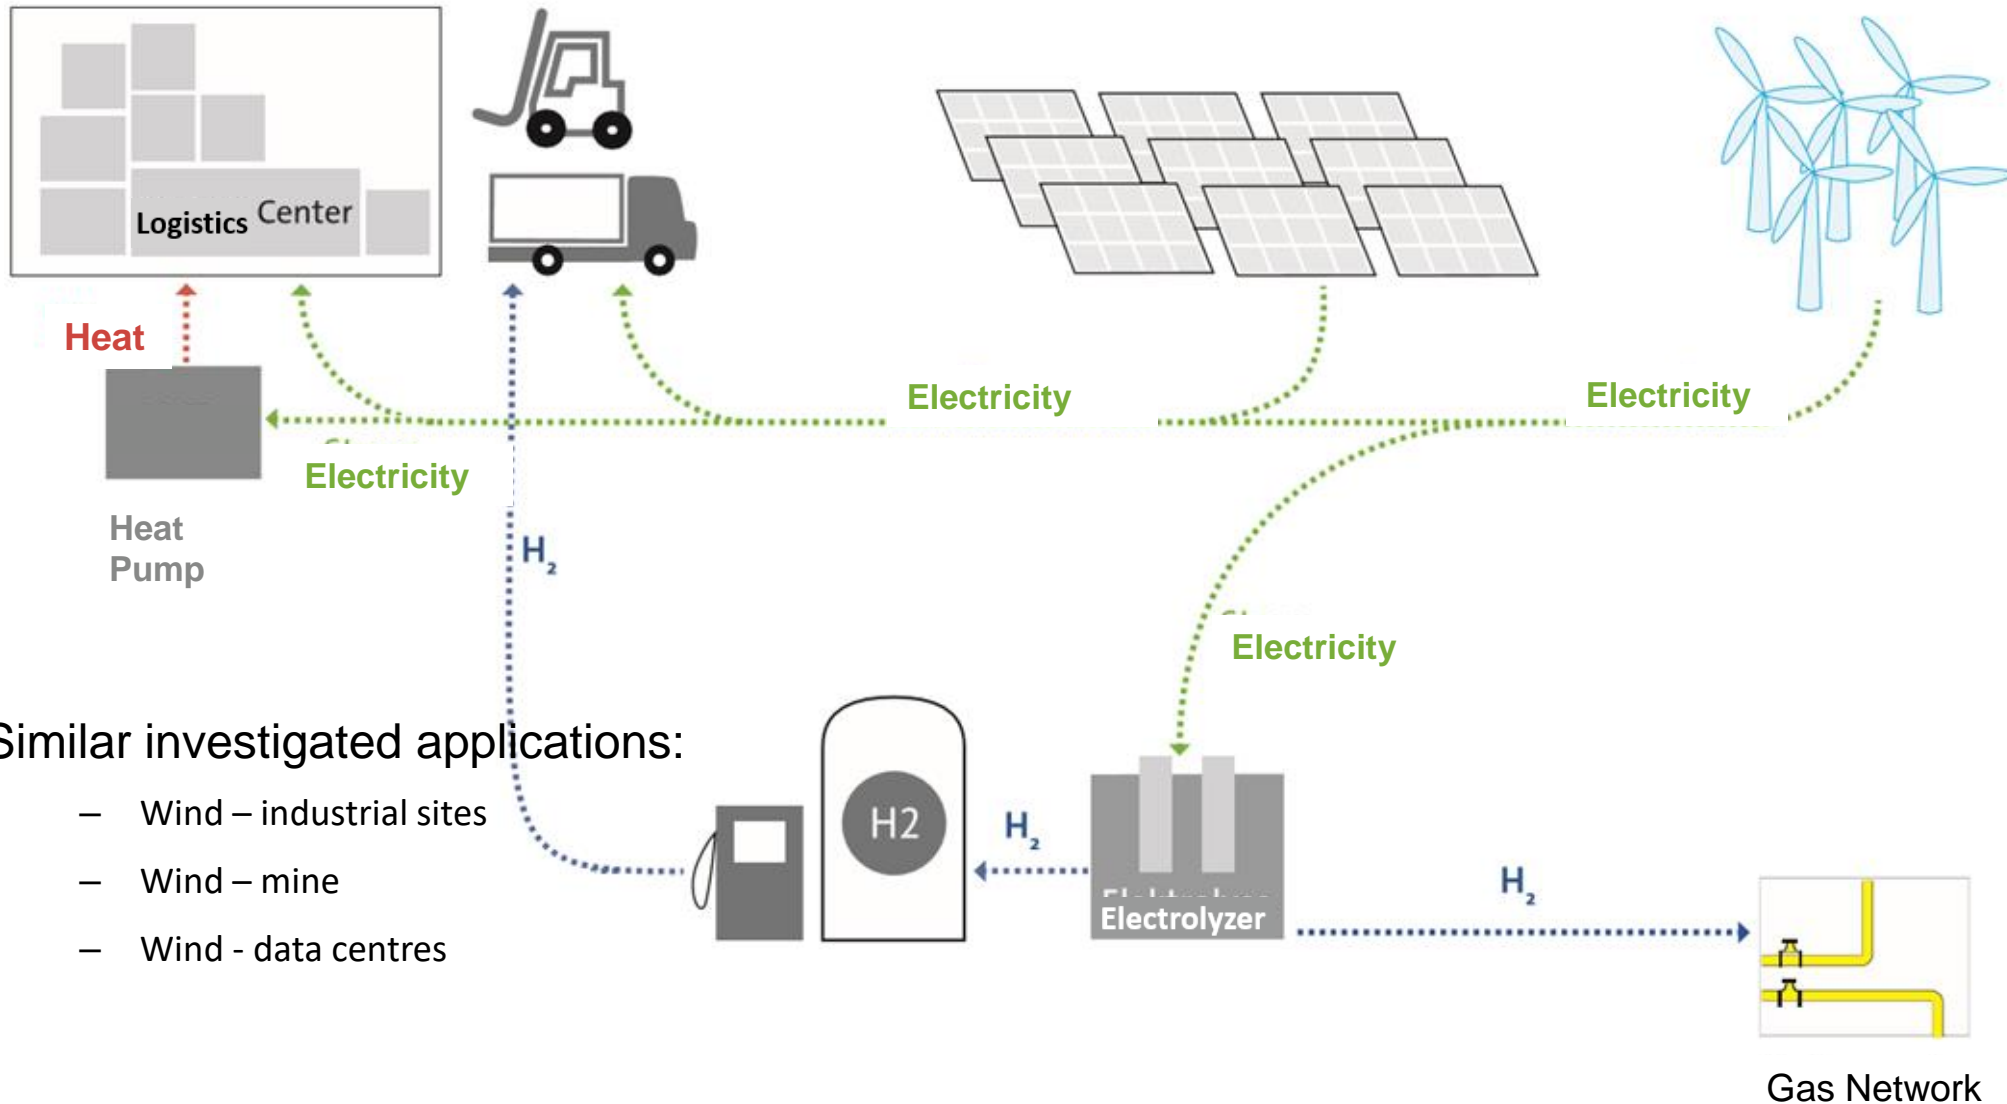 Logistics Center
Heat
Electricity
Electricity
Electricity
Heat
Pump
H₂
Electricity
Similar investigated applications:
– Wind – industrial sites
– Wind – mine
– Wind - data centres
H2
H₂
Electrolyzer
H₂
Gas Network